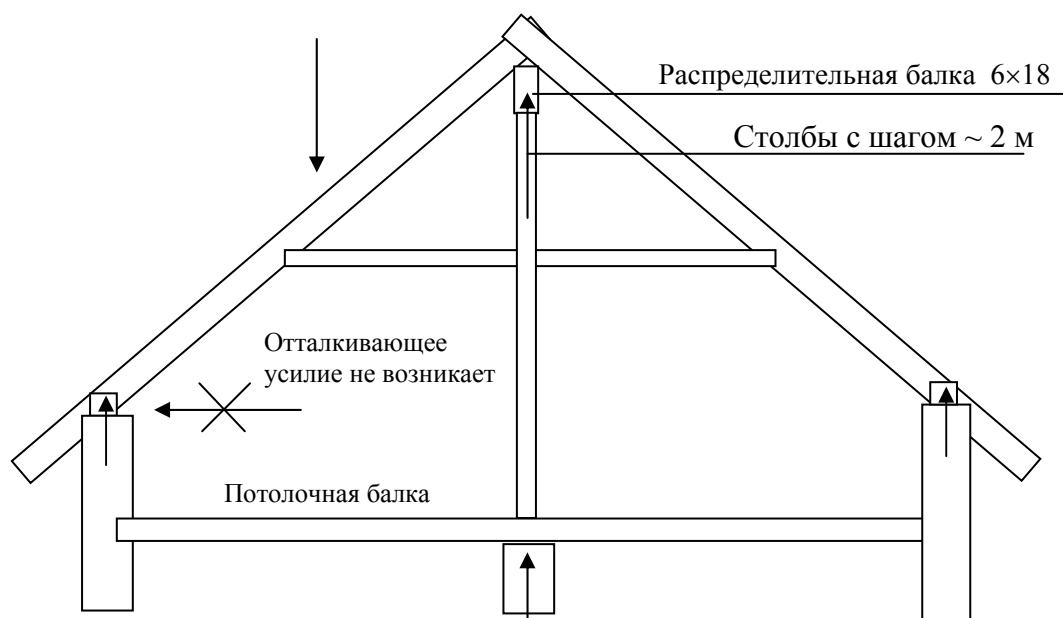 Распределительная балка 6×18
Столбы с шагом ~ 2 м
Отталкивающее
усилие не возникает
Потолочная балка